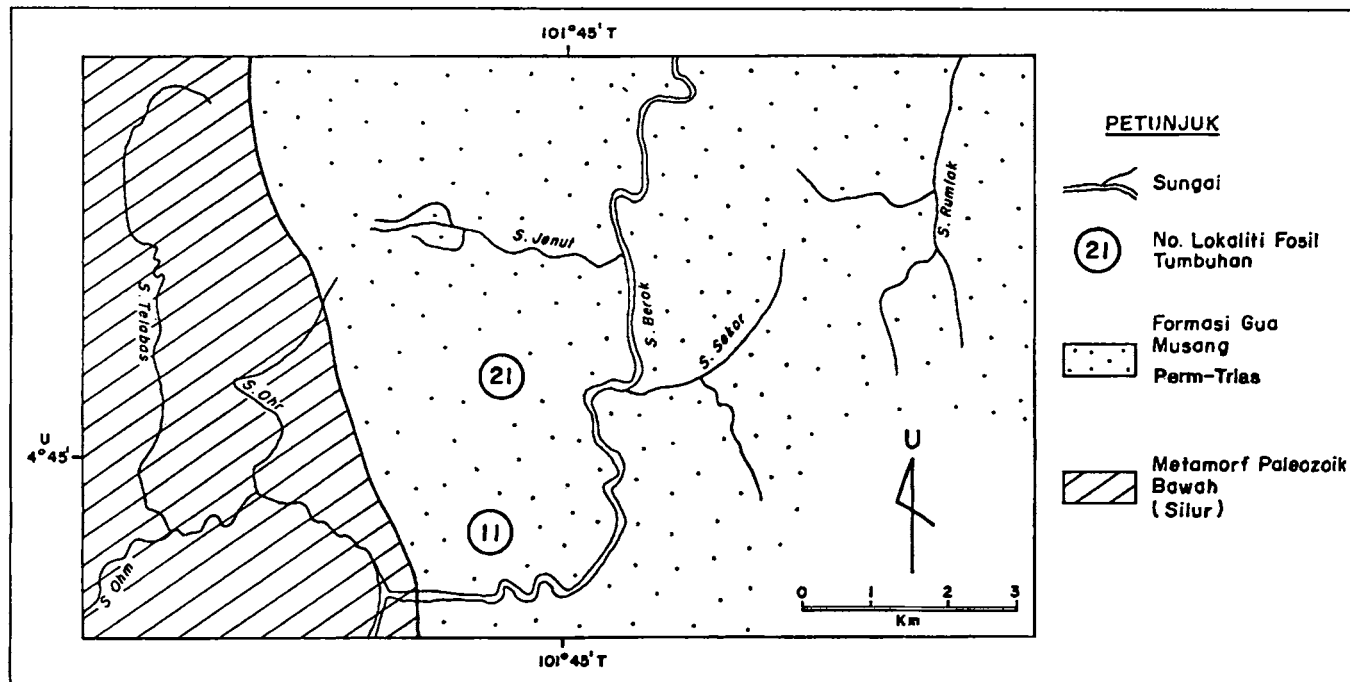 101°45' T
S. Telabas
S. Ohr
S. Ohm
S. Jenut
S. Berok
S. Sekor
S. Rumlak
21
11
U
4°45'
U
0 1 2 3
Km
101°45' T
PETUNJUK
Sungai
21
No. Lokaliti Fosil
Tumbuhan
Formasi Gua
Musang
Perm-Trias
Metamorf Paleozoik
Bawah
(Silur)